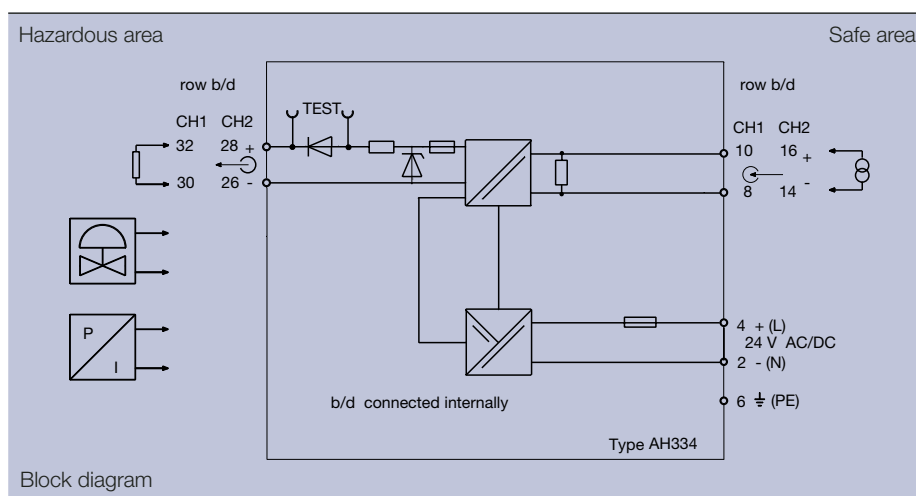 Hazardous area
Safe area
row b/d
row b/d
TEST
CH1 CH2
CH1 CH2
32 28 +
10 16 +
30 26 -
8 14 -
P
I
4 + (L)
24 V AC/DC
2 - (N)
6 ⏚ (PE)
b/d connected internally
Type AH334
Block diagram